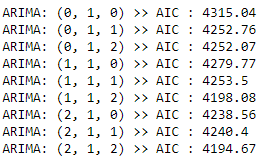 ARIMA: (0, 1, 0) >> AIC : 4315.04
ARIMA: (0, 1, 1) >> AIC : 4252.76
ARIMA: (0, 1, 2) >> AIC : 4252.07
ARIMA: (1, 1, 0) >> AIC : 4279.77
ARIMA: (1, 1, 1) >> AIC : 4253.5
ARIMA: (1, 1, 2) >> AIC : 4198.08
ARIMA: (2, 1, 0) >> AIC : 4238.56
ARIMA: (2, 1, 1) >> AIC : 4240.4
ARIMA: (2, 1, 2) >> AIC : 4194.67